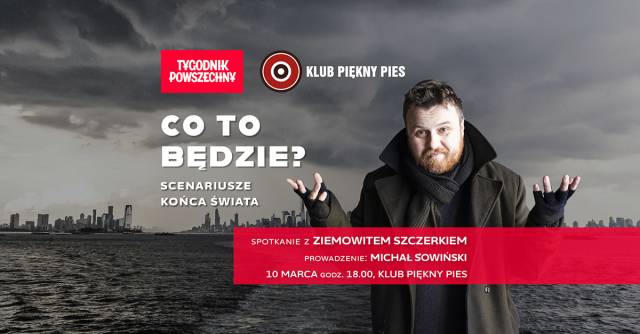 TYGODNIK
POWSZECHNY
KLUB PIĘKNY PIES
CO TO
BĘDZIE?
SCENARIUSZE
KOŃCA ŚWIATA
SPOTKANIE Z ZIEMOWITEM SZCZERKIEM
PROWADZENIE: MICHAŁ SOWIŃSKI
10 MARCA GODZ. 18.00, KLUB PIĘKNY PIES